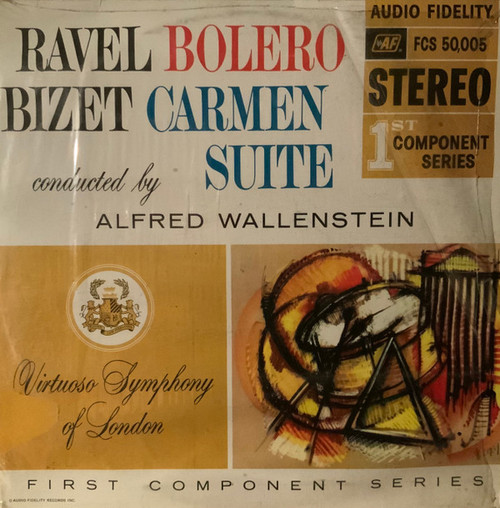 RAVEL BOLERO
BIZET CARMEN
SUITE
conducted by
ALFRED WALLENSTEIN
AUDIO FIDELITY
AF FCS 50,005
STEREO
1ST COMPONENT
SERIES
Virtuoso Symphony
of London
FIRST COMPONENT SERIES
© AUDIO FIDELITY RECORDS INC.